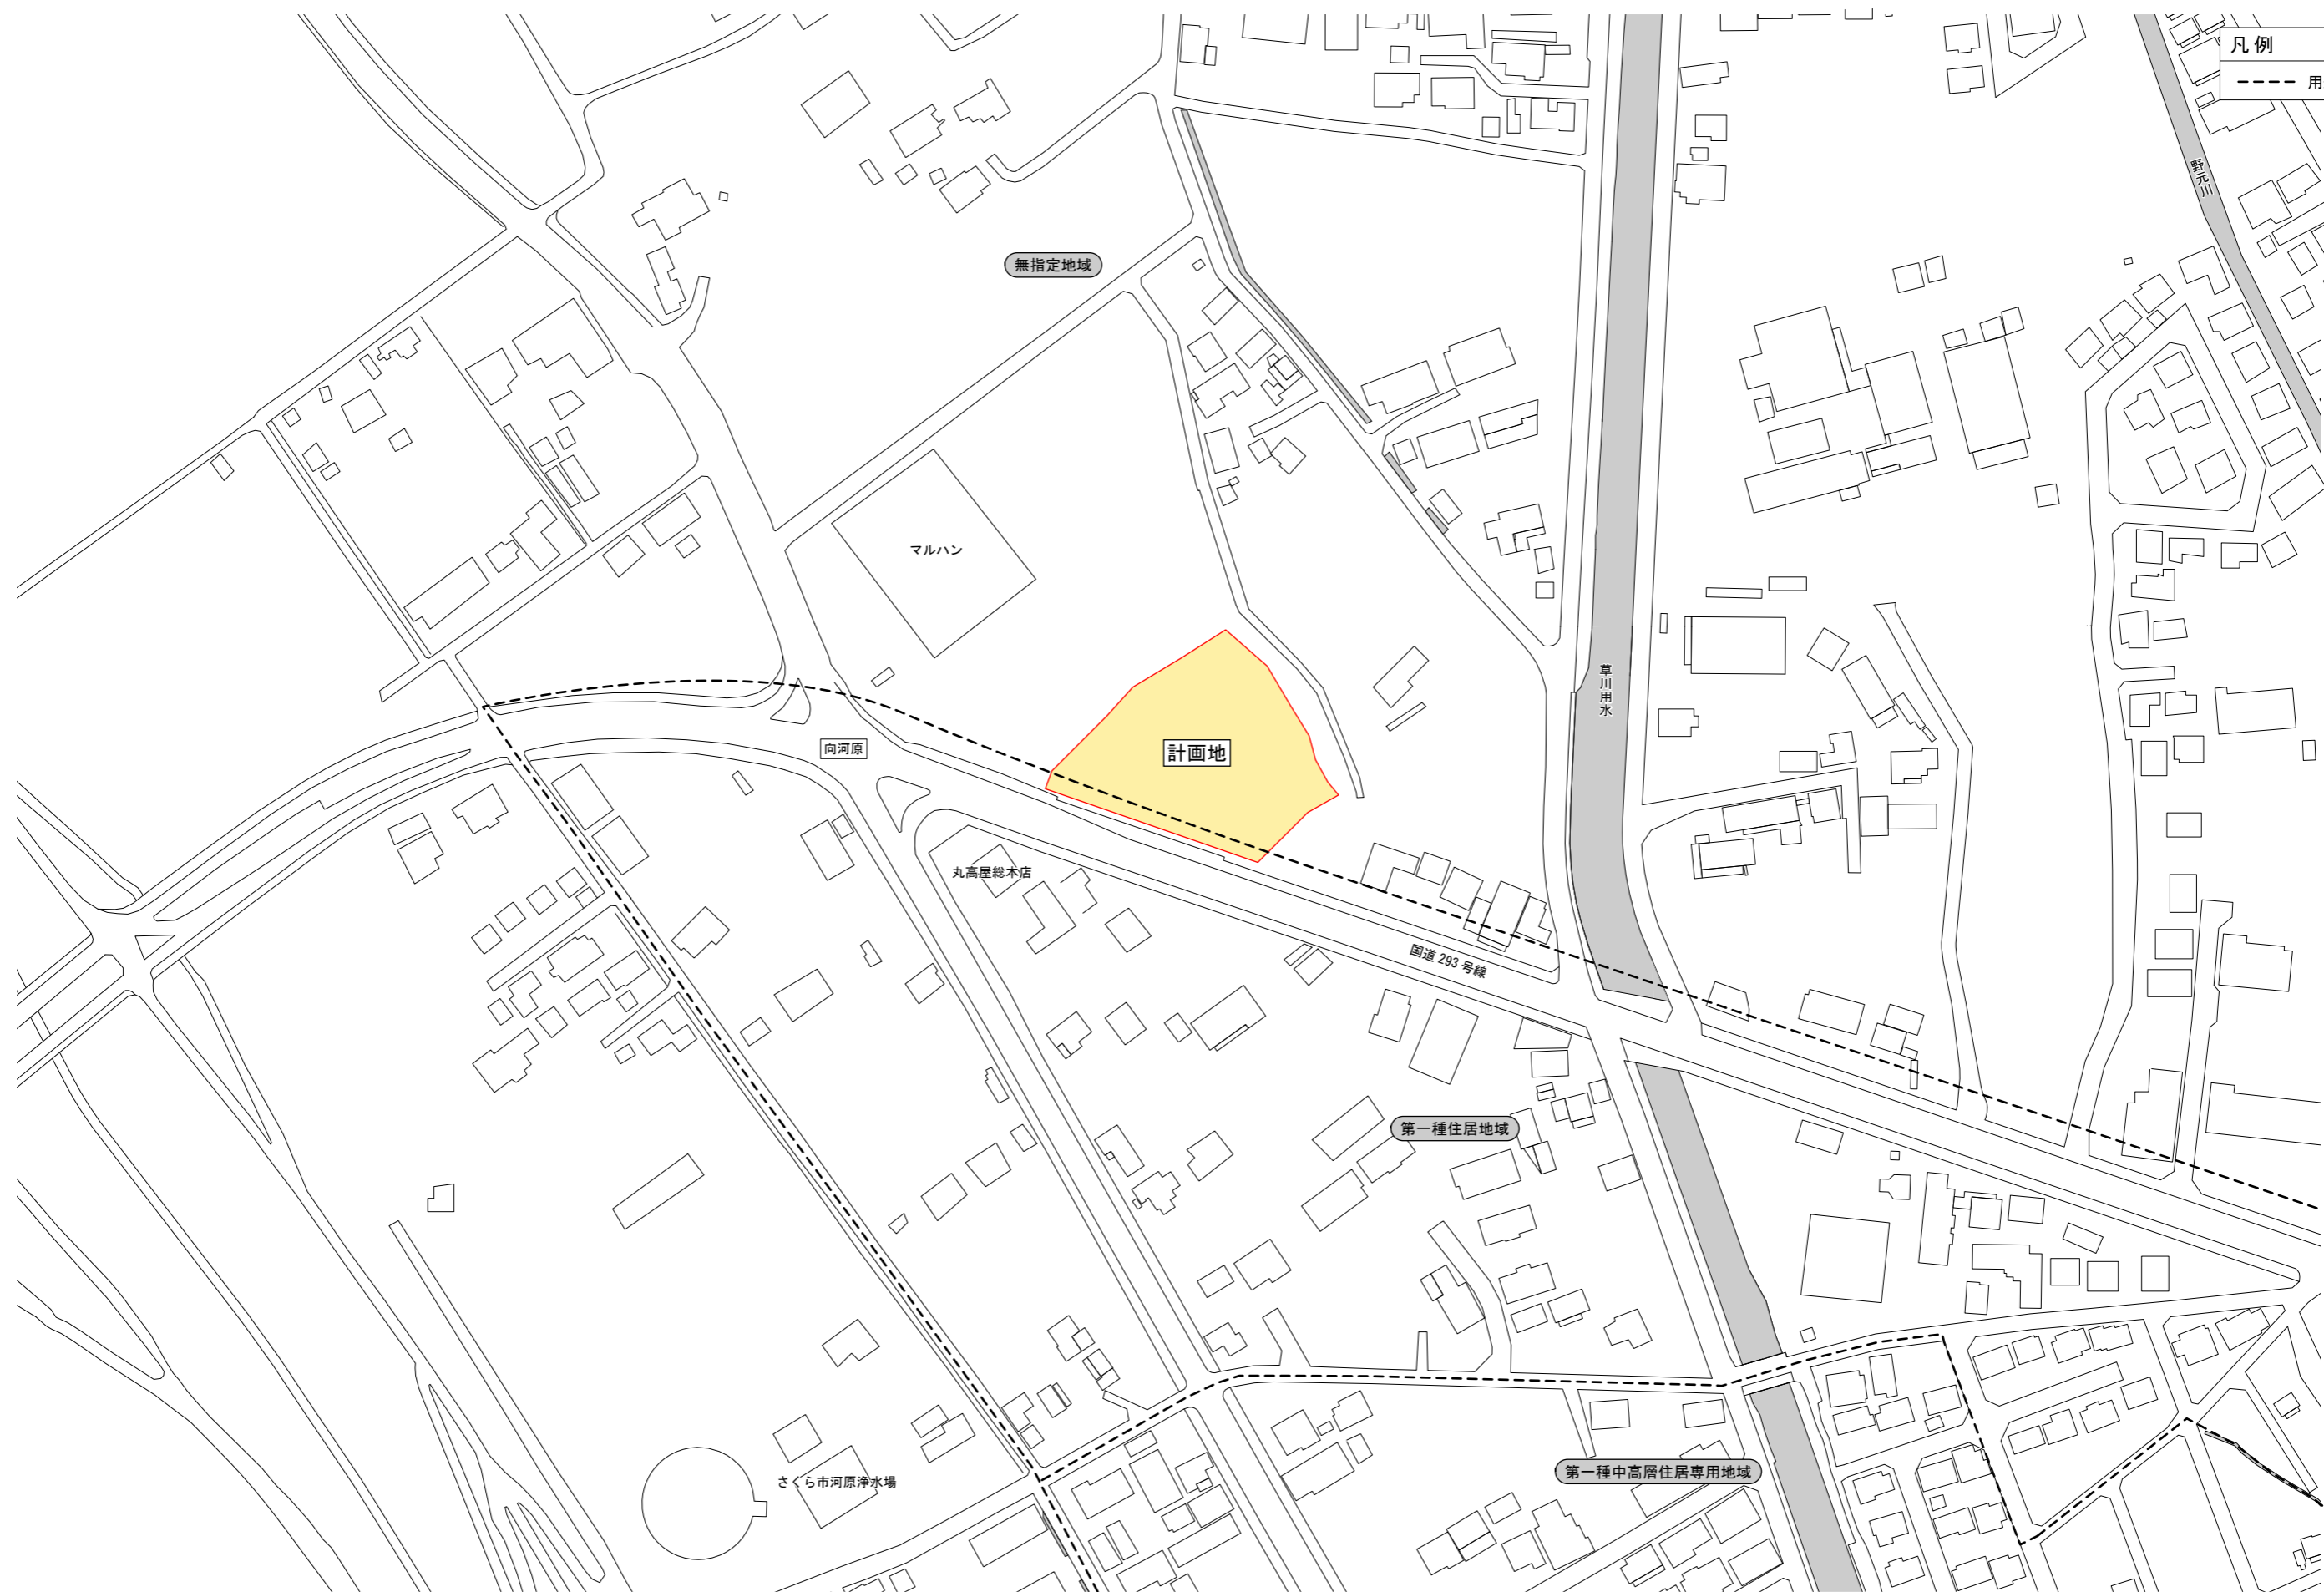 凡例
用
野元川
無指定地域
マルハン
草川用水
向河原
計画地
丸高屋総本店
国道293号線
第一種住居地域
第一種中高層住居専用地域
さくら市河原浄水場